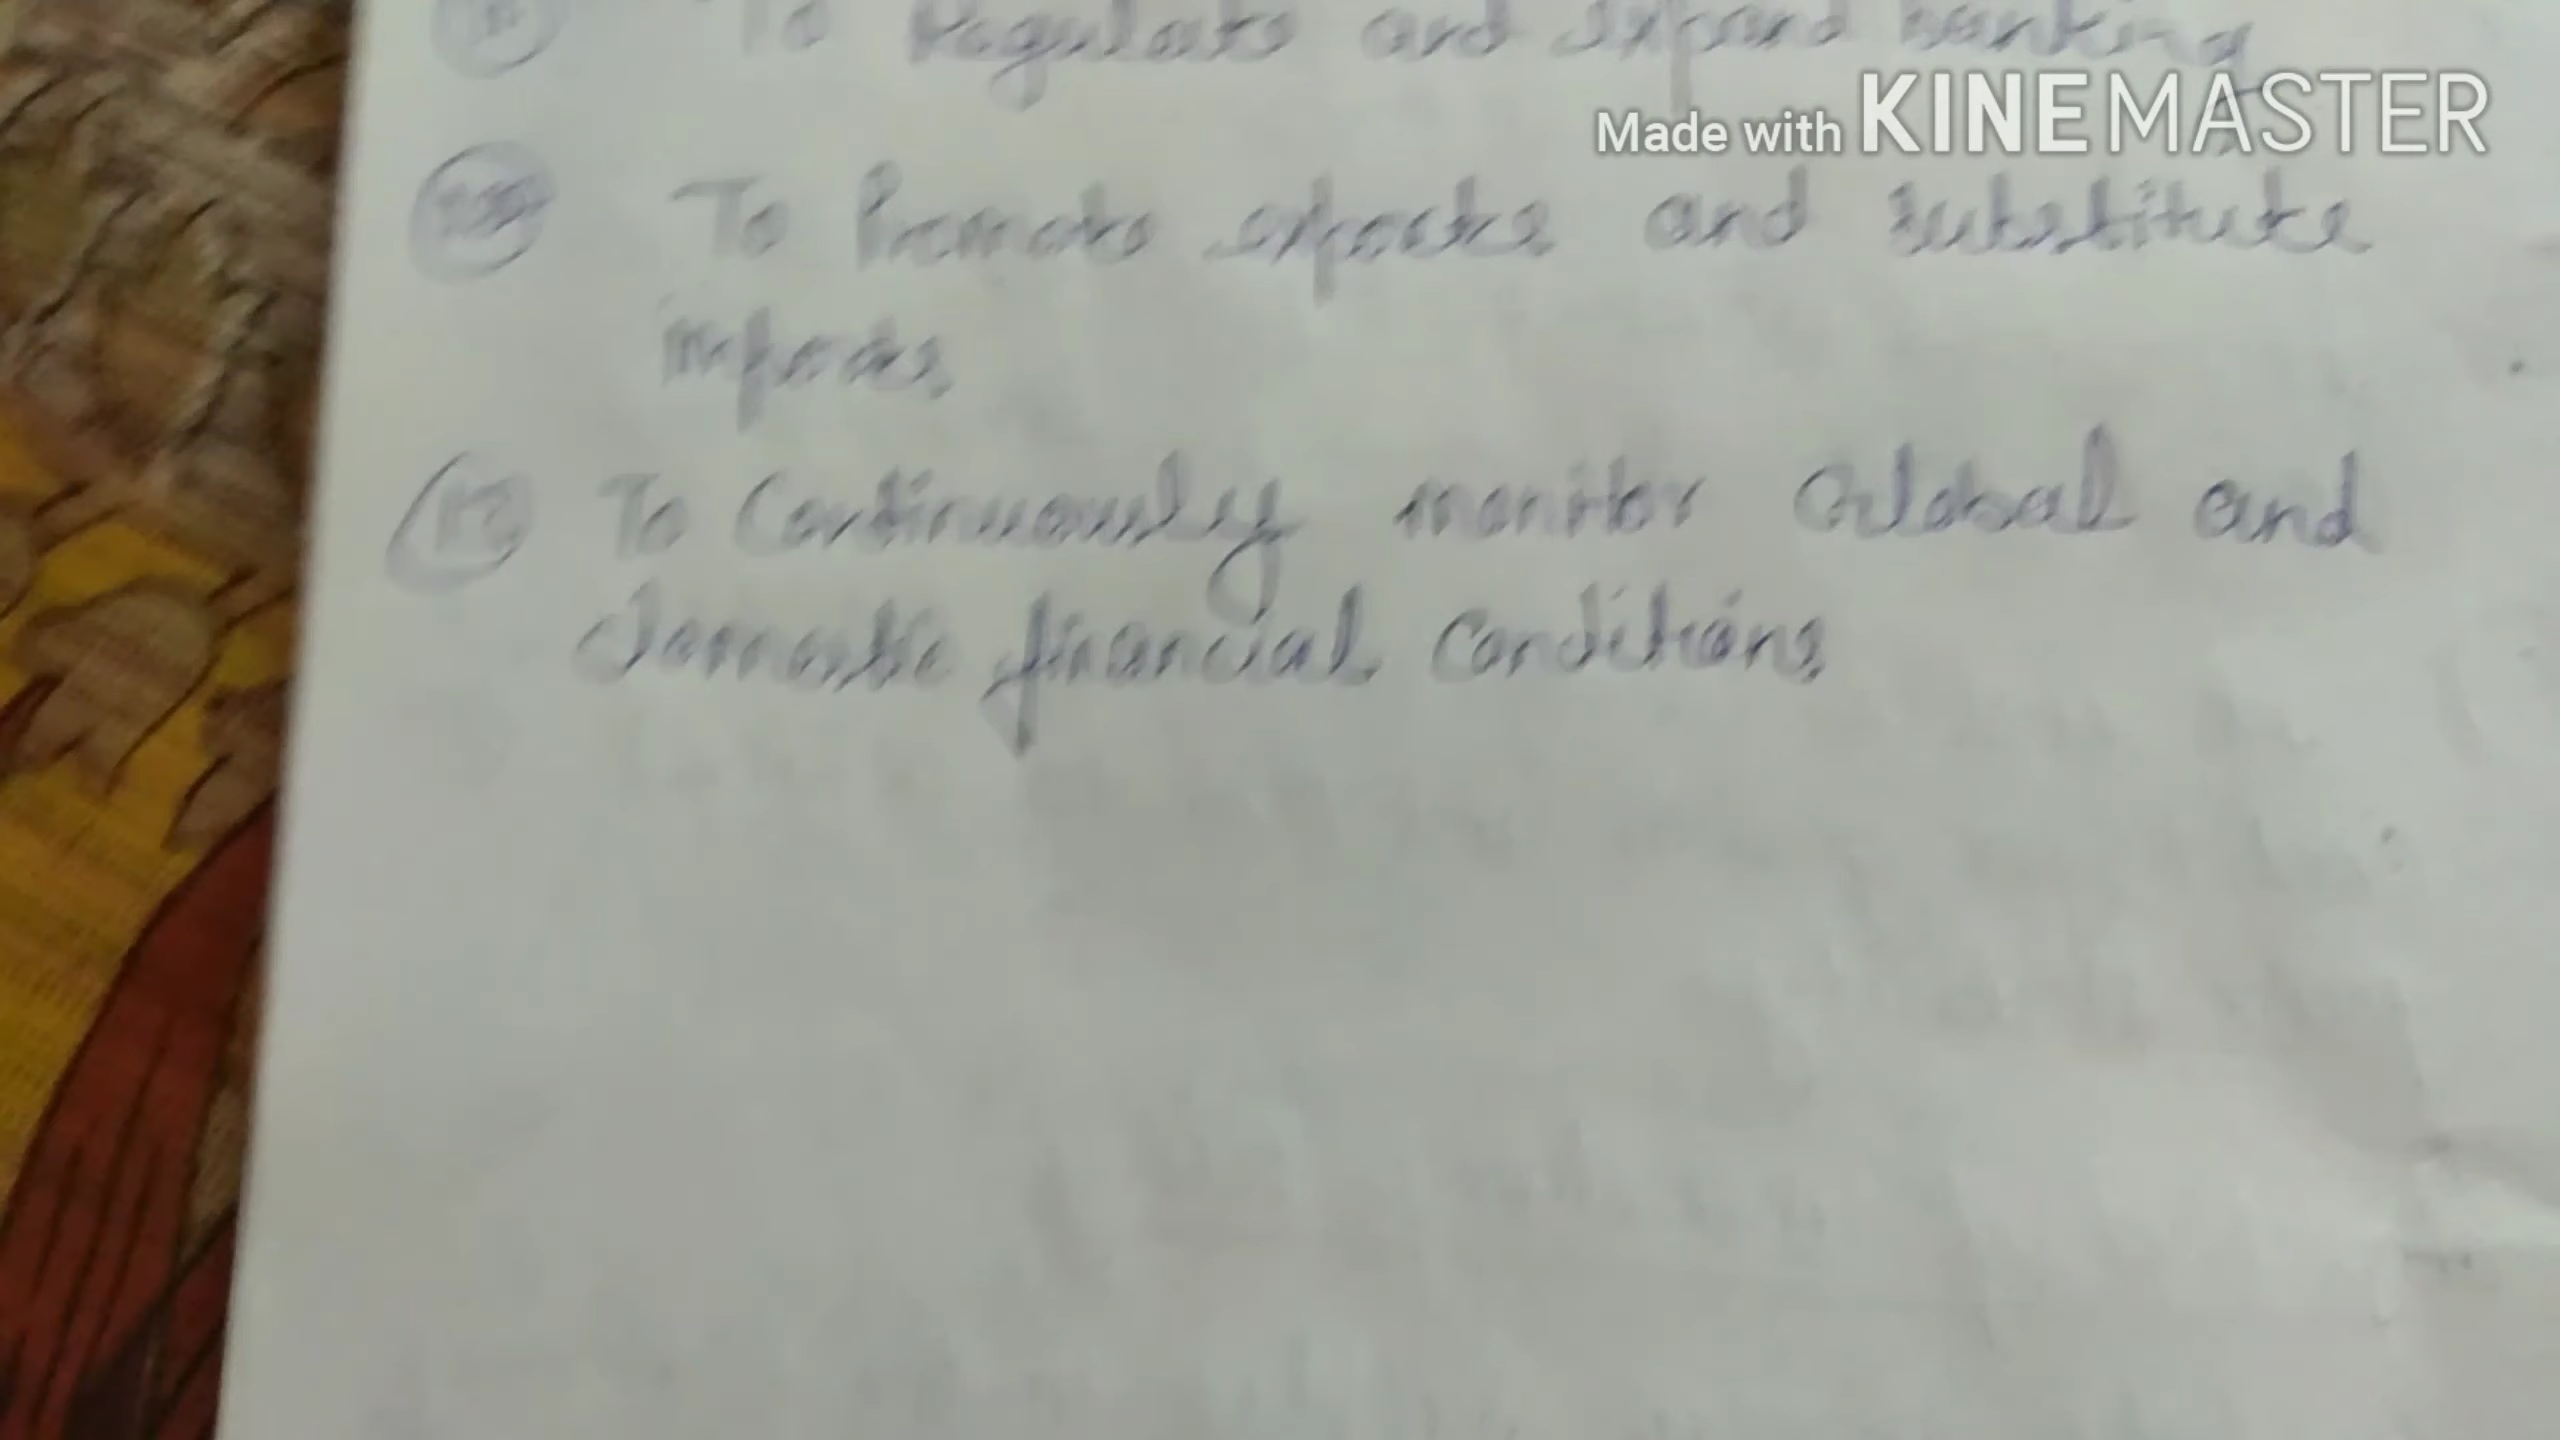 To Regulate and expand banking
Made with KINEMASTER
To Promote exports and substitute
imports
To Continuously monitor Global and
domestic financial Conditions